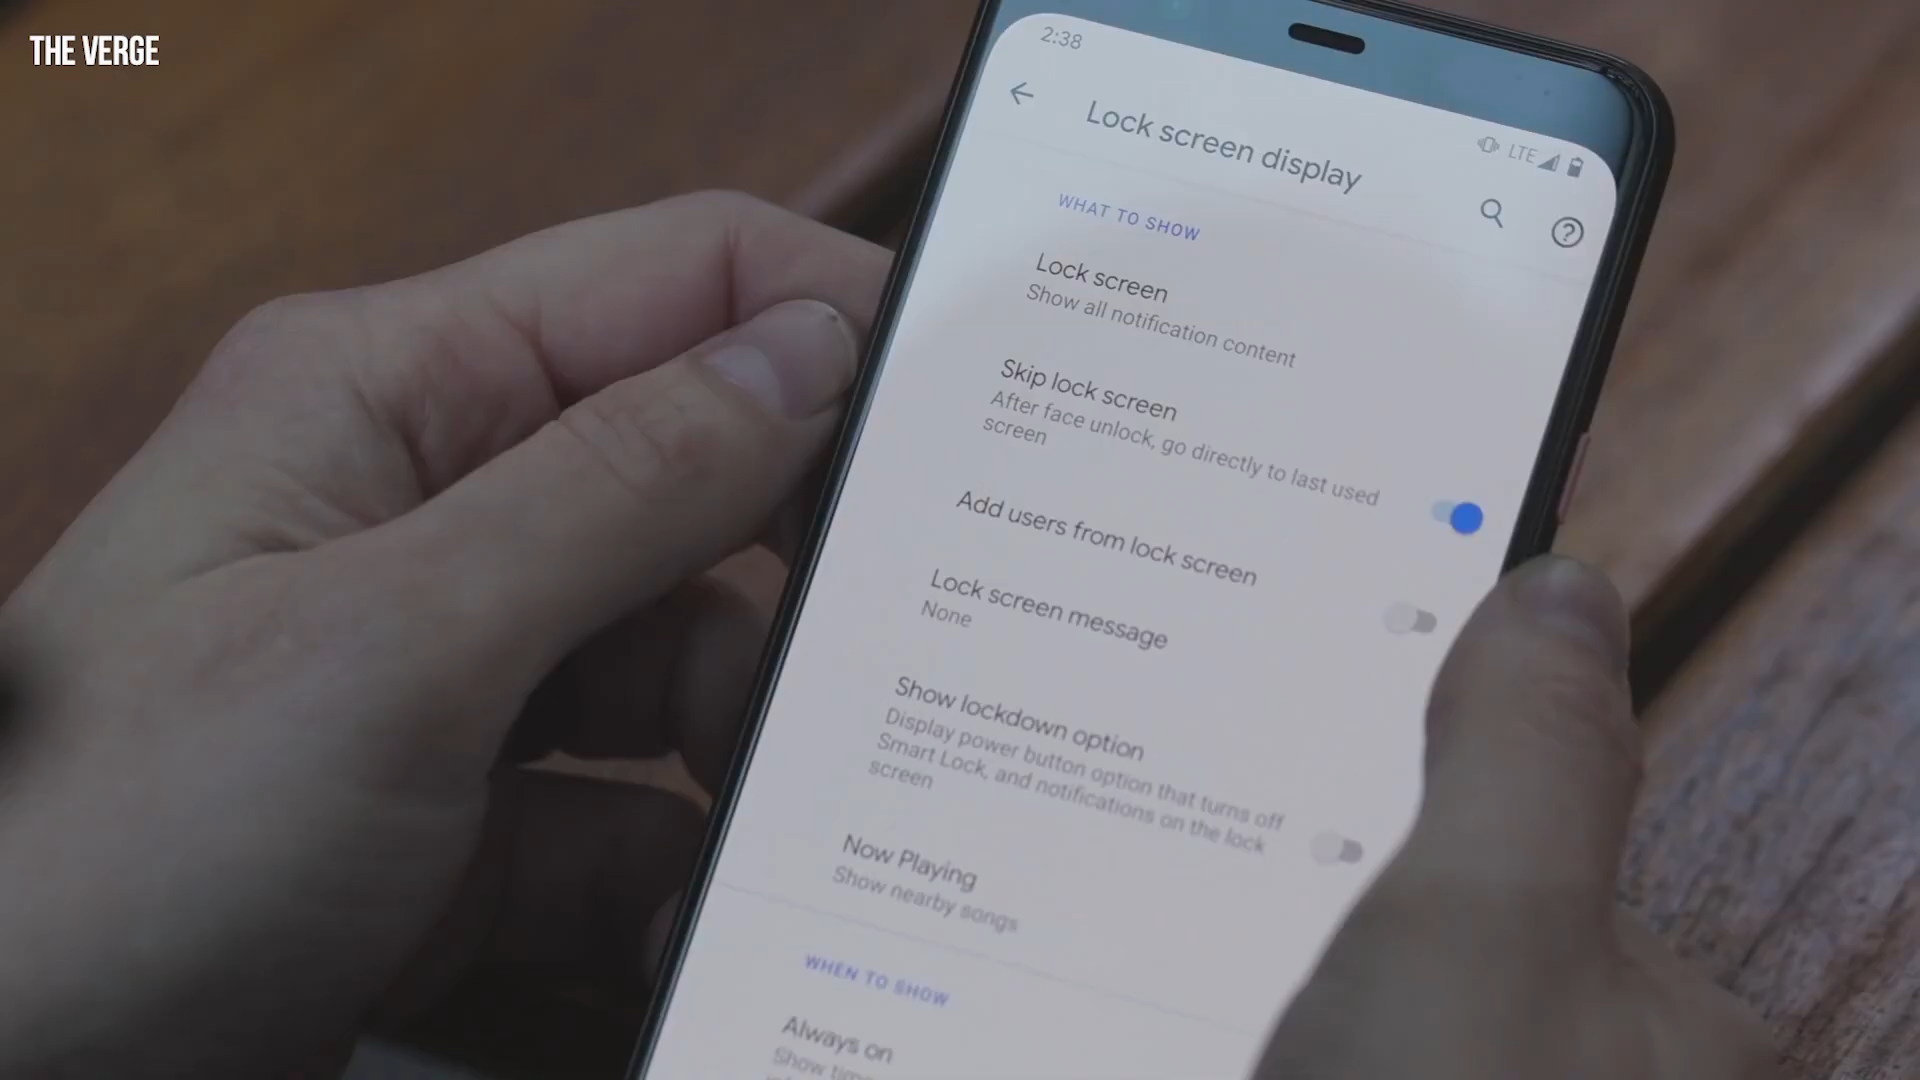 THE VERGE
2:38
LTE
Lock screen display
WHAT TO SHOW
Lock screen
Show all notification content
Skip lock screen
After face unlock, go directly to last used
screen
Add users from lock screen
Lock screen message
None
Show lockdown option
Display power button option that turns off
Smart Lock, and notifications on the lock
screen
Now Playing
Show nearby songs
WHEN TO SHOW
Always on
Show time